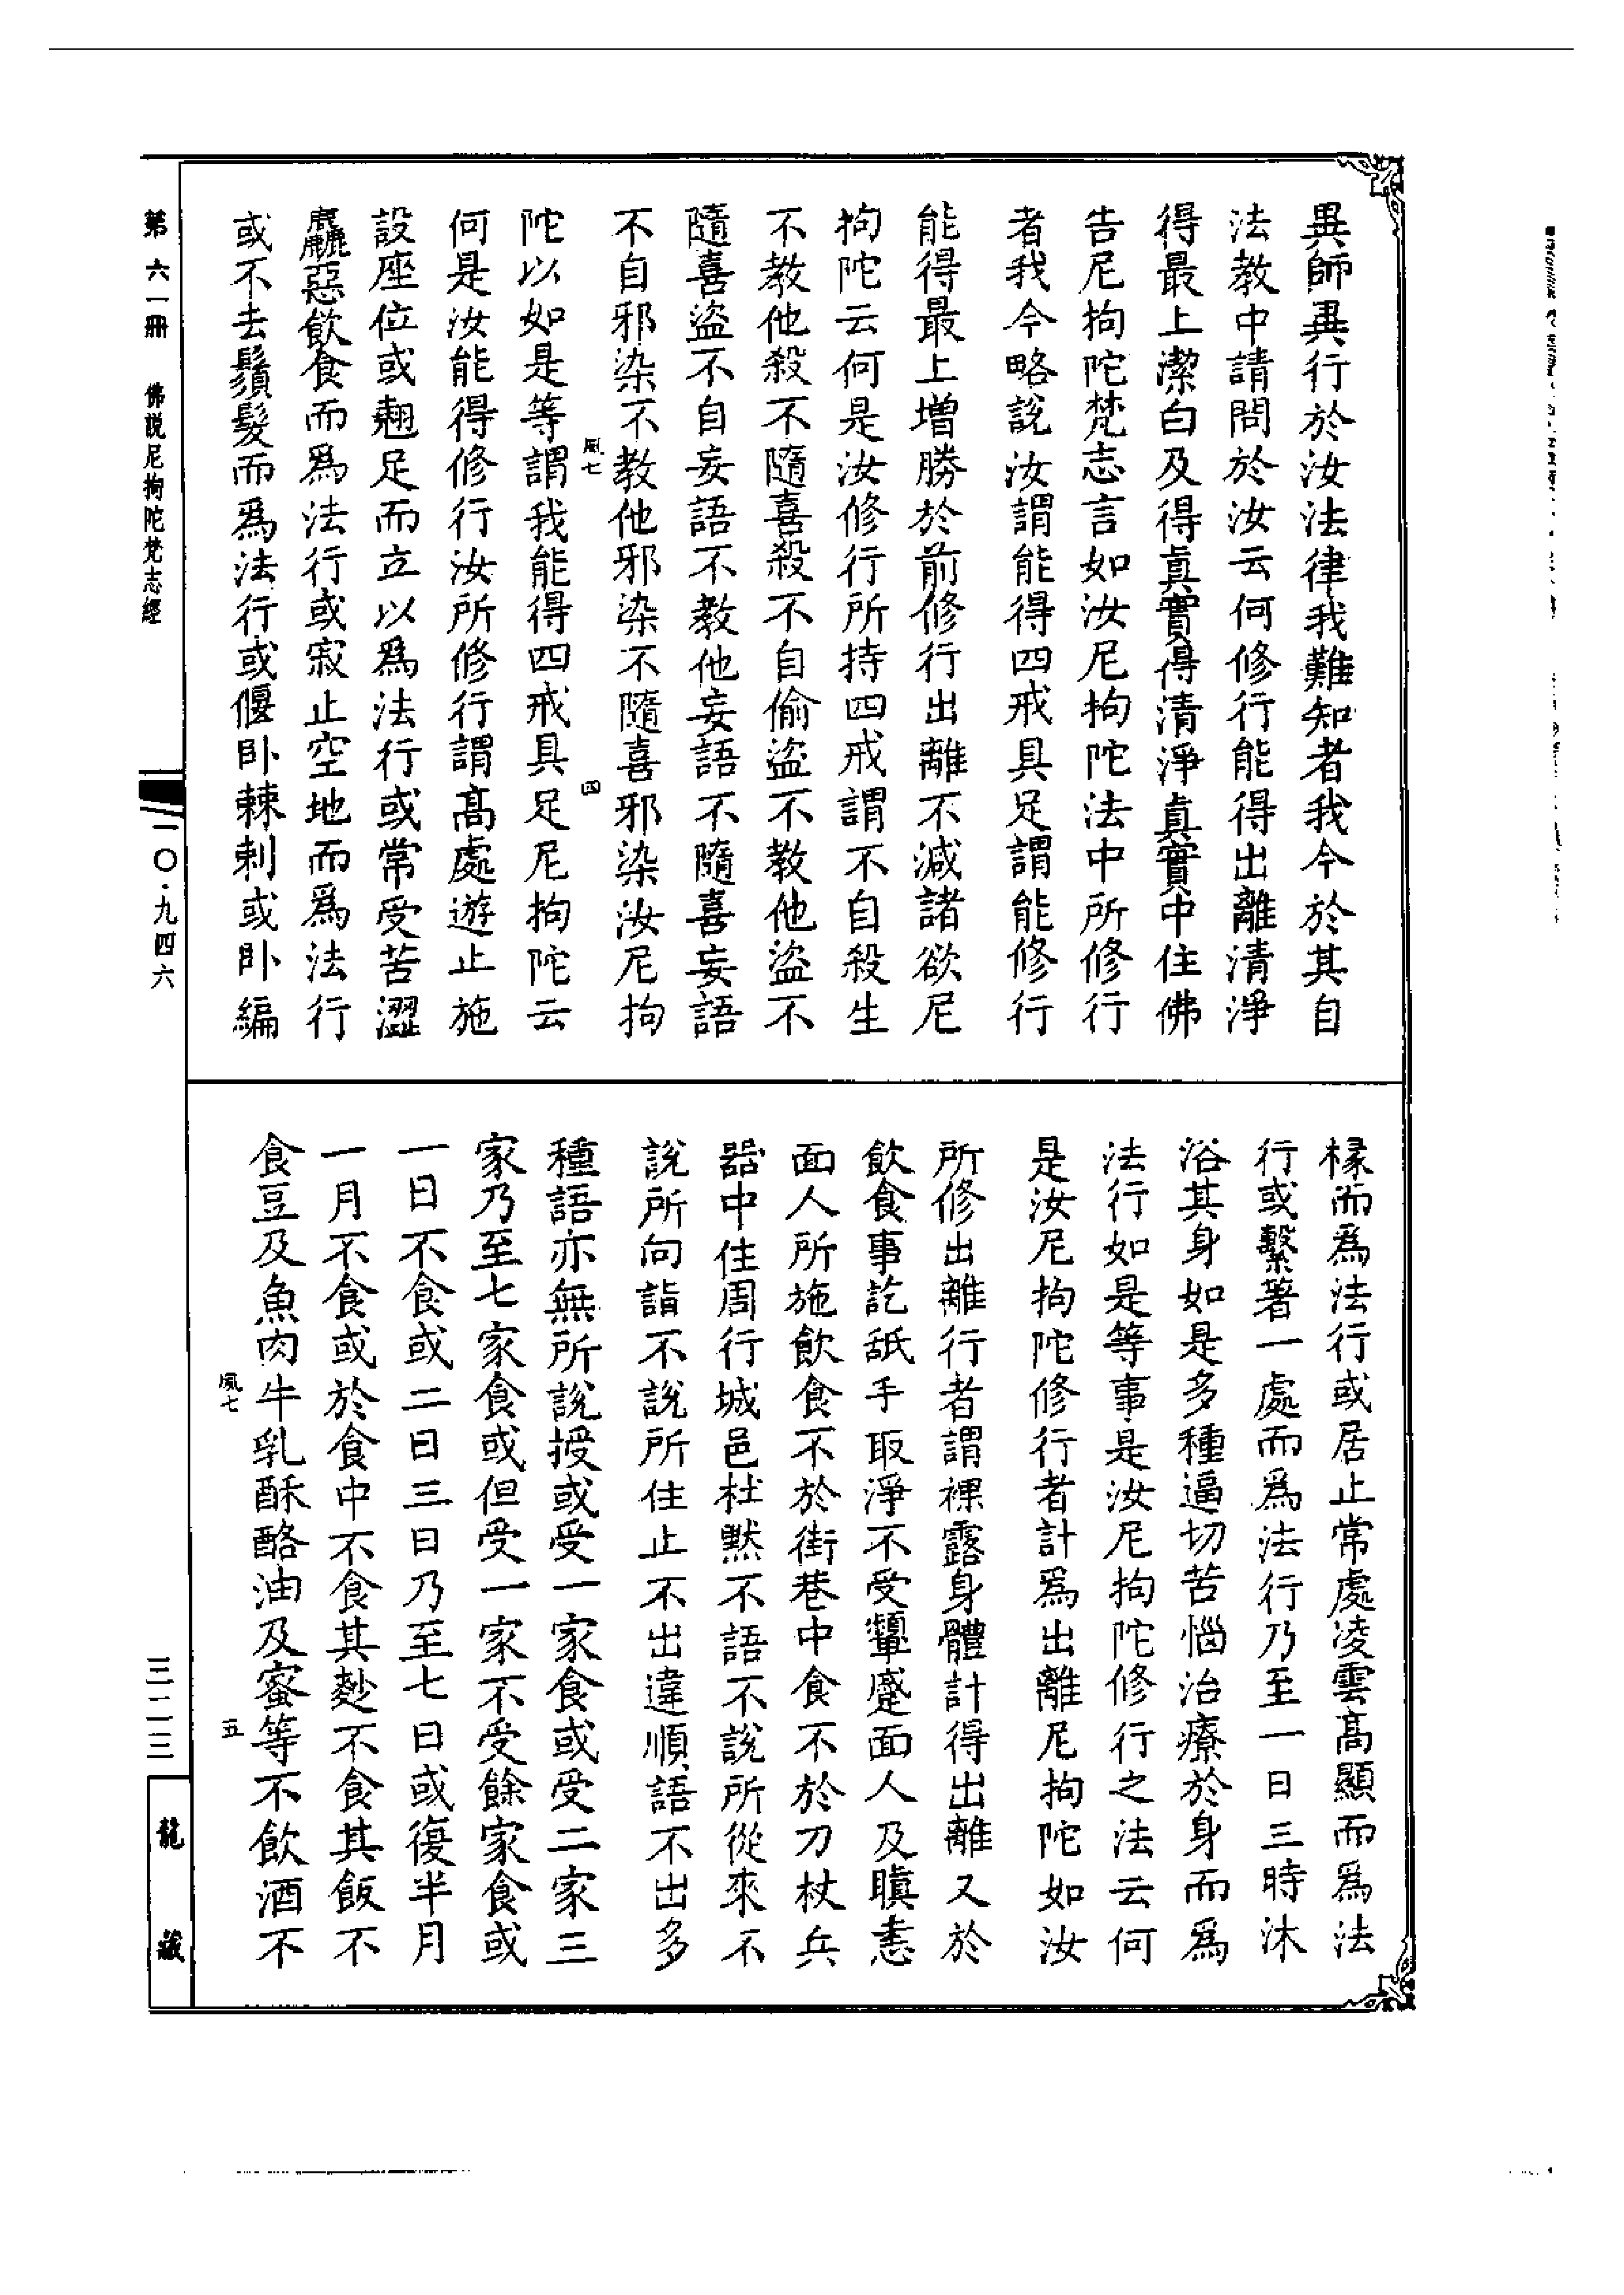 異師異行於汝法律我難知者我今於其自
法教中請問於汝云何修行能得出離清淨
得最上潔白及得真實得清淨真實中住佛
告尼拘陀梵志言如汝尼拘陀法中所修行
者我今略說汝謂能得四戒具足謂能修行
能得最上增勝於前修行出離不減諸欲尼
拘陀云何是汝修行所持四戒謂不自殺生
不教他殺不隨喜殺不自偷盜不教他盜不
隨喜盜不自妄語不教他妄語不隨喜妄語
不自邪染不教他邪染不隨喜邪染汝尼拘
風七 四
陀以如是等謂我能得四戒具足尼拘陀云
何是汝能得修行汝所修行謂髙處遊止施
設座位或翹足而立以為法行或常受苦澀
麤惡飲食而為法行或寂止空地而為法行
或不去鬚髮而為法行或偃卧棘刺或卧編
椽而為法行或居止常處凌雲髙顯而為法
行或繫著一處而為法行乃至一日三時沐
浴其身如是多種逼切苦惱治療於身而為
法行如是等事是汝尼拘陀修行之法云何
是汝尼拘陀修行者計為出離尼拘陀如汝
所修出離行者謂裸露身體計得出離又於
飲食事訖舐手取淨不受顰蹙面人及瞋恚
面人所施飲食不於街巷中食不於刀杖兵
器中住周行城邑杜默不語不說所從來不
說所向詣不說所住止不出違順語不出多
種語亦無所說授或受一家食或受二家三
家乃至七家食或但受一家不受餘家食或
一日不食或二日三日乃至七日或復半月
一月不食或於食中不食其麨不食其飯不
食豆及魚肉牛乳酥酪油及蜜等不飲酒不
風七 五
第六一冊 佛說尼拘陀梵志經
一〇·九四六
三二三
龍藏